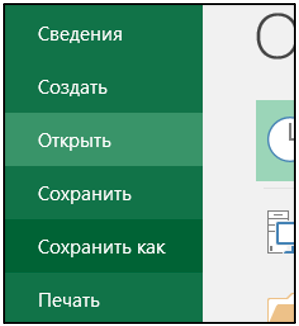 Сведения
Создать
Открыть
Сохранить
Сохранить как
Печать